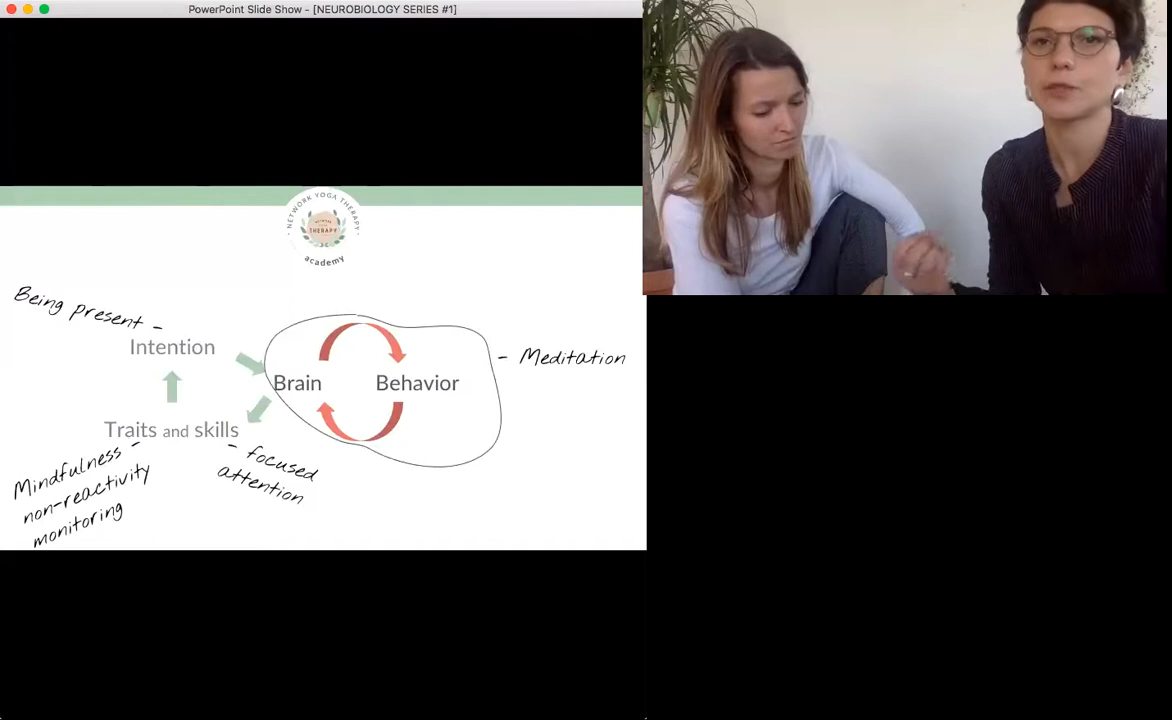 PowerPoint Slide Show - [NEUROBIOLOGY SERIES #1]
NETWORK YOGA THERAPY
THERAPY
academy
Being present -
Intention
Brain
Behavior
- Meditation
Traits and skills
- focused
attention
Mindfulness -
non-reactivity
monitoring